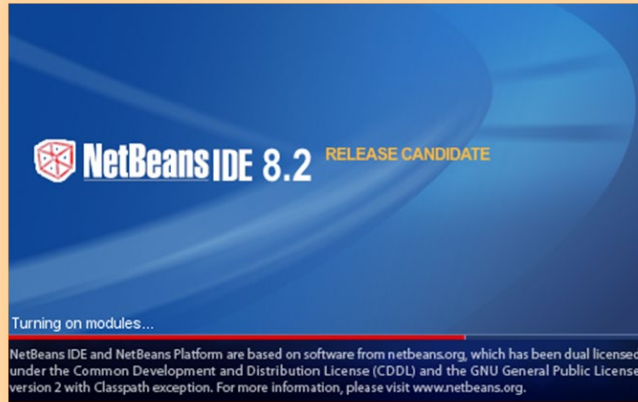 NetBeans IDE 8.2 RELEASE CANDIDATE
Turning on modules...
NetBeans IDE and NetBeans Platform are based on software from netbeans.org, which has been dual licensed
under the Common Development and Distribution License (CDDL) and the GNU General Public License
version 2 with Classpath exception. For more information, please visit www.netbeans.org.